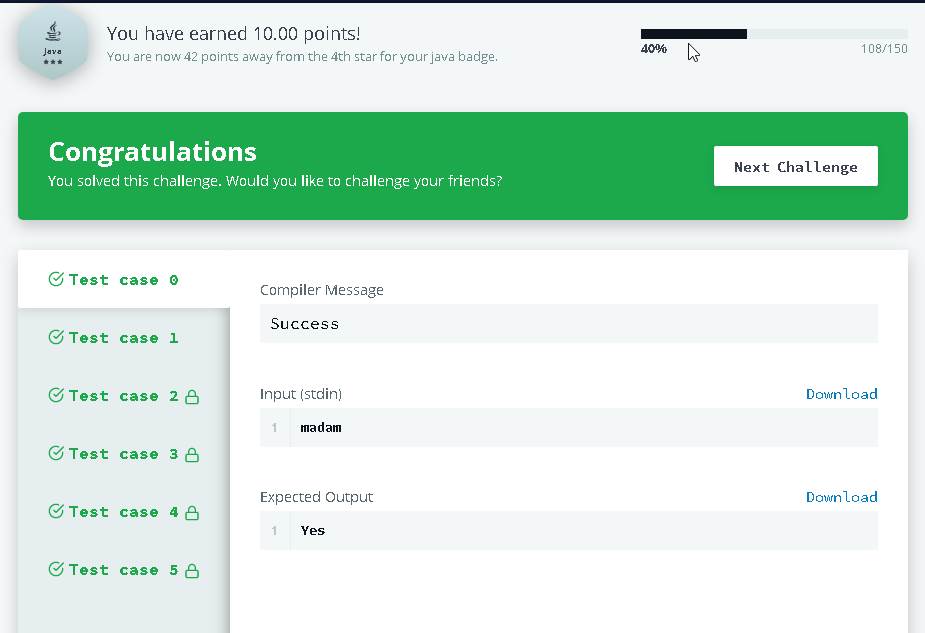 Java
You have earned 10.00 points!
You are now 42 points away from the 4th star for your java badge.
40%
108/150
Congratulations
You solved this challenge. Would you like to challenge your friends?
Next Challenge
Test case 0
Test case 1
Test case 2
Test case 3
Test case 4
Test case 5
Compiler Message
Success
Input (stdin)
Download
1 madam
Expected Output
Download
1 Yes